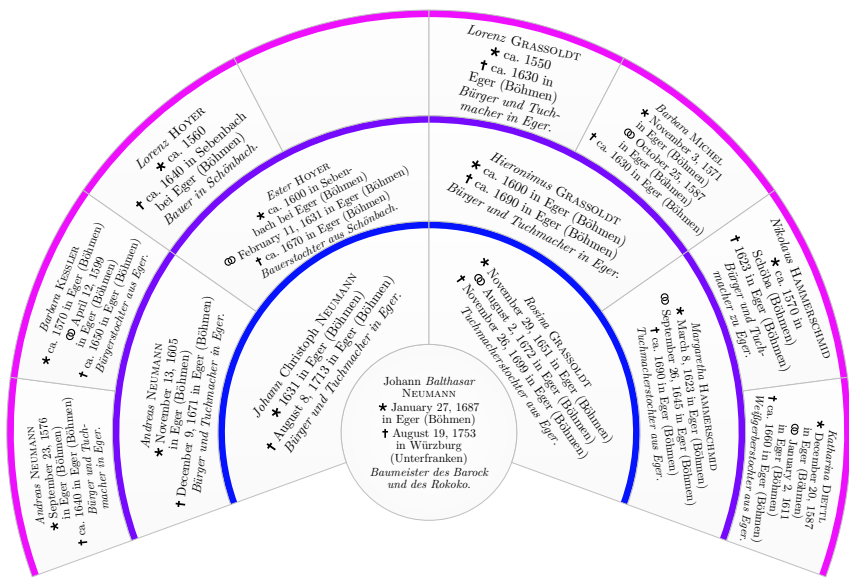 Johann Balthasar
NEUMANN
★ January 27, 1687
in Eger (Böhmen)
✝ August 19, 1753
in Würzburg
(Unterfranken)
Baumeister des Barock
und des Rokoko.
Johann Christoph NEUMANN
★ 1631 in Eger (Böhmen)
✝ August 8, 1713 in Eger (Böhmen)
Bürger und Tuchmacher in Eger.
Rosina GRASSOLDT
★ November 29, 1651 in Eger (Böhmen)
⚭ August 2, 1672 in Eger (Böhmen)
✝ November 26, 1699 in Eger (Böhmen)
Tuchmacherstochter aus Eger.
Andreas NEUMANN
★ November 13, 1605
in Eger (Böhmen)
✝ December 9, 1671 in Eger (Böhmen)
Bürger und Tuchmacher in Eger.
Ester HOYER
★ ca. 1600 in Seben-
bach bei Eger (Böhmen)
⚭ February 11, 1631 in Eger (Böhmen)
✝ ca. 1670 in Eger (Böhmen)
Bauerstochter aus Schönbach.
Hieronimus GRASSOLDT
★ ca. 1600 in Eger (Böhmen)
✝ ca. 1690 in Eger (Böhmen)
Bürger und Tuchmacher in Eger.
Margaretha HAMMERSCHMID
★ March 8, 1623 in Eger (Böhmen)
⚭ September 26, 1645 in Eger (Böhmen)
✝ ca. 1690 in Eger (Böhmen)
Tuchmacherstochter aus Eger.
Andreas NEUMANN
★ September 23, 1576
in Eger (Böhmen)
✝ ca. 1640 in Eger (Böhmen)
Bürger und Tuch-
macher in Eger.
Barbara KESSLER
★ ca. 1570 in Eger (Böhmen)
⚭ April 12, 1599
in Eger (Böhmen)
✝ ca. 1650 in Eger (Böhmen)
Bürgerstochter aus Eger.
Lorenz HOYER
★ ca. 1560
✝ ca. 1640 in Sebenbach
bei Eger (Böhmen)
Bauer in Schönbach.
Lorenz GRASSOLDT
★ ca. 1550
✝ ca. 1630 in
Eger (Böhmen)
Bürger und Tuch-
macher in Eger.
Barbara MICHEL
★ November 3, 1571
in Eger (Böhmen)
⚭ October 25, 1587
in Eger (Böhmen)
✝ ca. 1630 in Eger (Böhmen)
Nikolaus HAMMERSCHMID
★ ca. 1570 in
Schöba (Böhmen)
✝ 1623 in Eger (Böhmen)
Bürger und Tuch-
macher zu Eger.
Katharina DIETTL
★ December 20, 1587
in Eger (Böhmen)
⚭ January 2, 1611
in Eger (Böhmen)
✝ ca. 1660 in Eger (Böhmen)
Weißgerberstochter aus Eger.